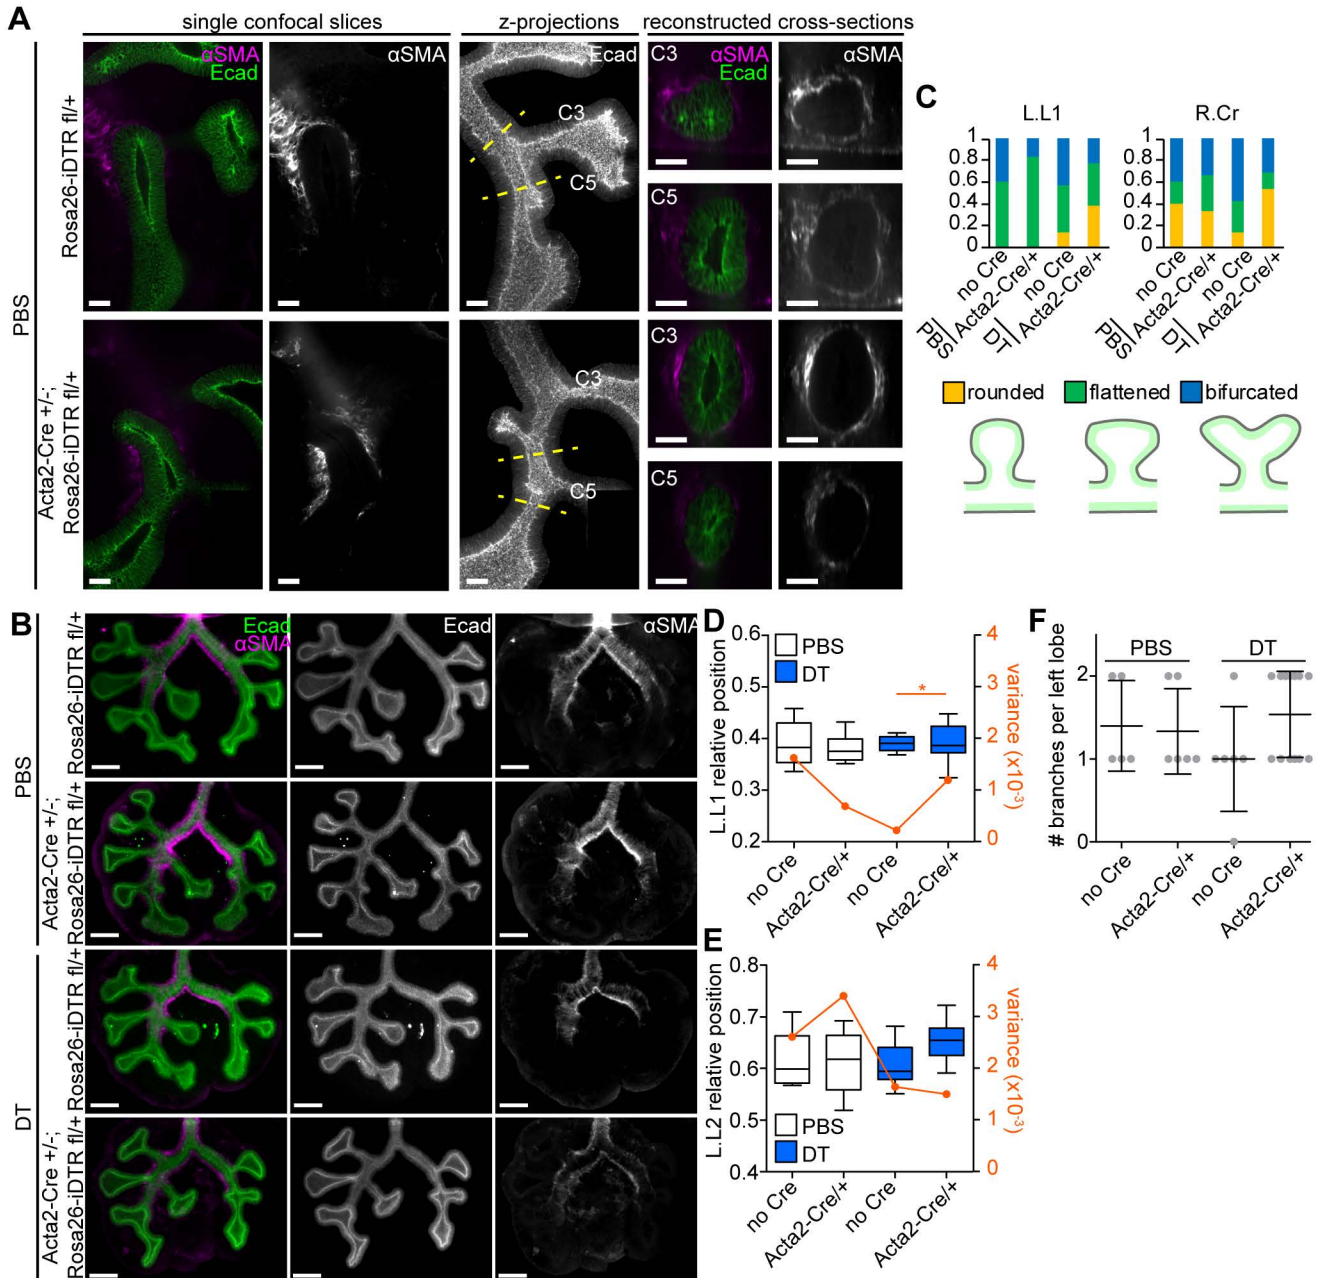 A
single confocal slices
z-projections
reconstructed cross-sections
PBS
Rosa26-iDTR fl/+
αSMA
Ecad
αSMA
Ecad
C3
C5
C3
αSMA
Ecad
αSMA
C5
Acta2-Cre +/-;
Rosa26-iDTR fl/+
C3
C5
C3
C5
C
L.L1
R.Cr
1
0.8
0.6
0.4
0.2
0
1
0.8
0.6
0.4
0.2
0
no Cre
Acta2-Cre/+
no Cre
Acta2-Cre/+
PBS
DT
no Cre
Acta2-Cre/+
no Cre
Acta2-Cre/+
PBS
DT
rounded
flattened
bifurcated
B
PBS
Rosa26-iDTR fl/+
Ecad
αSMA
Ecad
αSMA
Acta2-Cre +/-;
Rosa26-iDTR fl/+
DT
Rosa26-iDTR fl/+
Acta2-Cre +/-;
Rosa26-iDTR fl/+
D
L.L1 relative position
0.6
0.5
0.4
0.3
0.2
PBS
DT
*
4
3
2
1
0
variance (x10-3)
no Cre
Acta2-Cre/+
no Cre
Acta2-Cre/+
E
L.L2 relative position
0.8
0.7
0.6
0.5
0.4
PBS
DT
4
3
2
1
0
variance (x10-3)
no Cre
Acta2-Cre/+
no Cre
Acta2-Cre/+
F
# branches per left lobe
PBS
DT
2
1
0
no Cre
Acta2-Cre/+
no Cre
Acta2-Cre/+